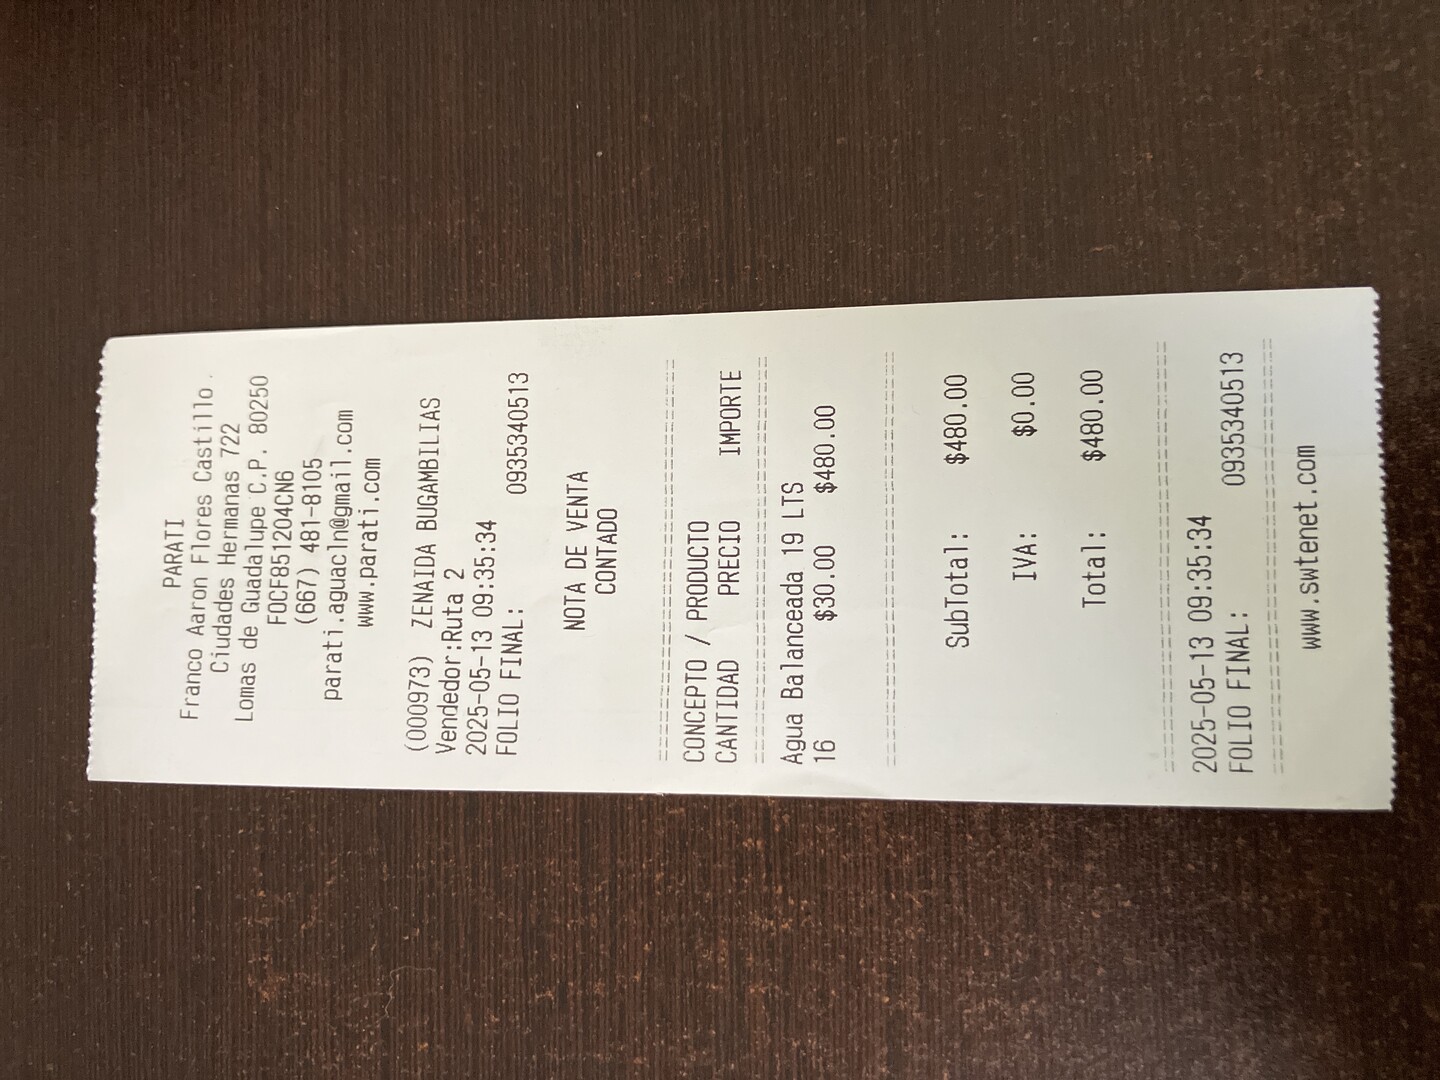 PARATI
Franco Aaron Flores Castillo.
Ciudades Hermanas 722
Lomas de Guadalupe C.P. 80250
FOCF851204CN6
(667) 481-8105
parati.aguacln@gmail.com
www.parati.com
(000973) ZENAIDA BUGAMBILIAS
Vendedor:Ruta 2
2025-05-13 09:35:34
FOLIO FINAL: 0935340513
NOTA DE VENTA
CONTADO
CONCEPTO / PRODUCTO
CANTIDAD PRECIO IMPORTE
Agua Balanceada 19 LTS
16 $30.00 $480.00
SubTotal: $480.00
IVA: $0.00
Total: $480.00
2025-05-13 09:35:34
FOLIO FINAL: 0935340513
www.swtenet.com